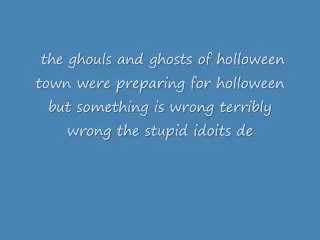 the ghouls and ghosts of holloween
town were preparing for holloween
but something is wrong terribly
wrong the stupid idoits de